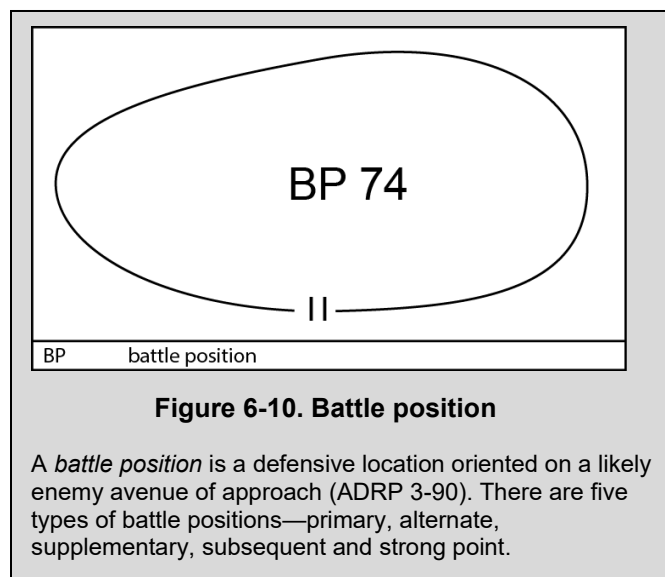 BP 74
II
BP battle position
Figure 6-10. Battle position
A battle position is a defensive location oriented on a likely
enemy avenue of approach (ADRP 3-90). There are five
types of battle positions—primary, alternate,
supplementary, subsequent and strong point.